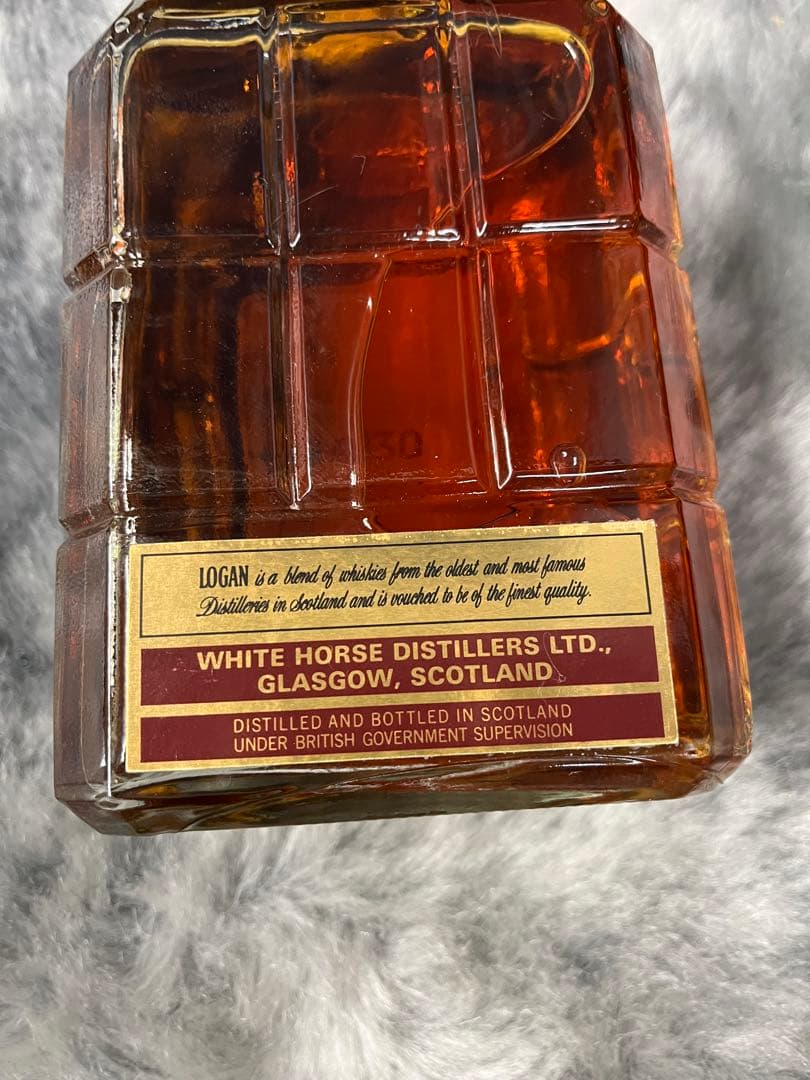 LOGAN is a blend of whiskies from the oldest and most famous
Distilleries in Scotland and is vouched to be of the finest quality.
WHITE HORSE DISTILLERS LTD.,
GLASGOW, SCOTLAND
DISTILLED AND BOTTLED IN SCOTLAND
UNDER BRITISH GOVERNMENT SUPERVISION